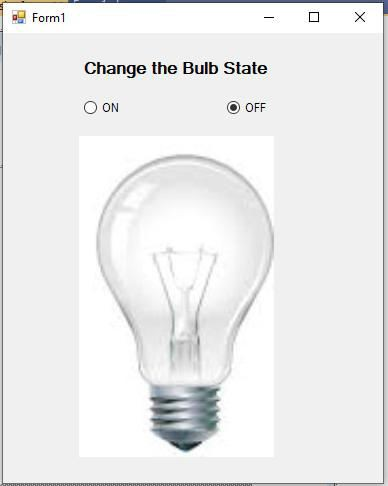 Form1
Change the Bulb State
ON
OFF